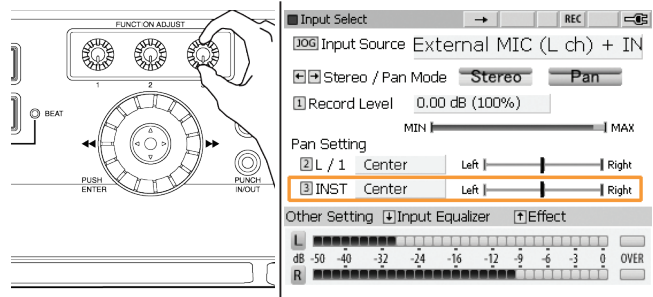 FUNCTION ADJUST
1
2
BEAT
PUSH
ENTER
PUNCH
IN/OUT
Input Select
→
REC
JOG Input Source External MIC (L ch) + IN
←→ Stereo / Pan Mode Stereo Pan
1 Record Level 0.00 dB (100%)
MIN MAX
Pan Setting
2 L / 1 Center Left Right
3 INST Center Left Right
Other Setting ↓ Input Equalizer ↑ Effect
L
dB -50 -40 -32 -24 -16 -12 -9 -6 -3 0 OVER
R